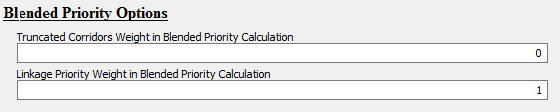 Blended Priority Options
Truncated Corridors Weight in Blended Priority Calculation
0
Linkage Priority Weight in Blended Priority Calculation
1